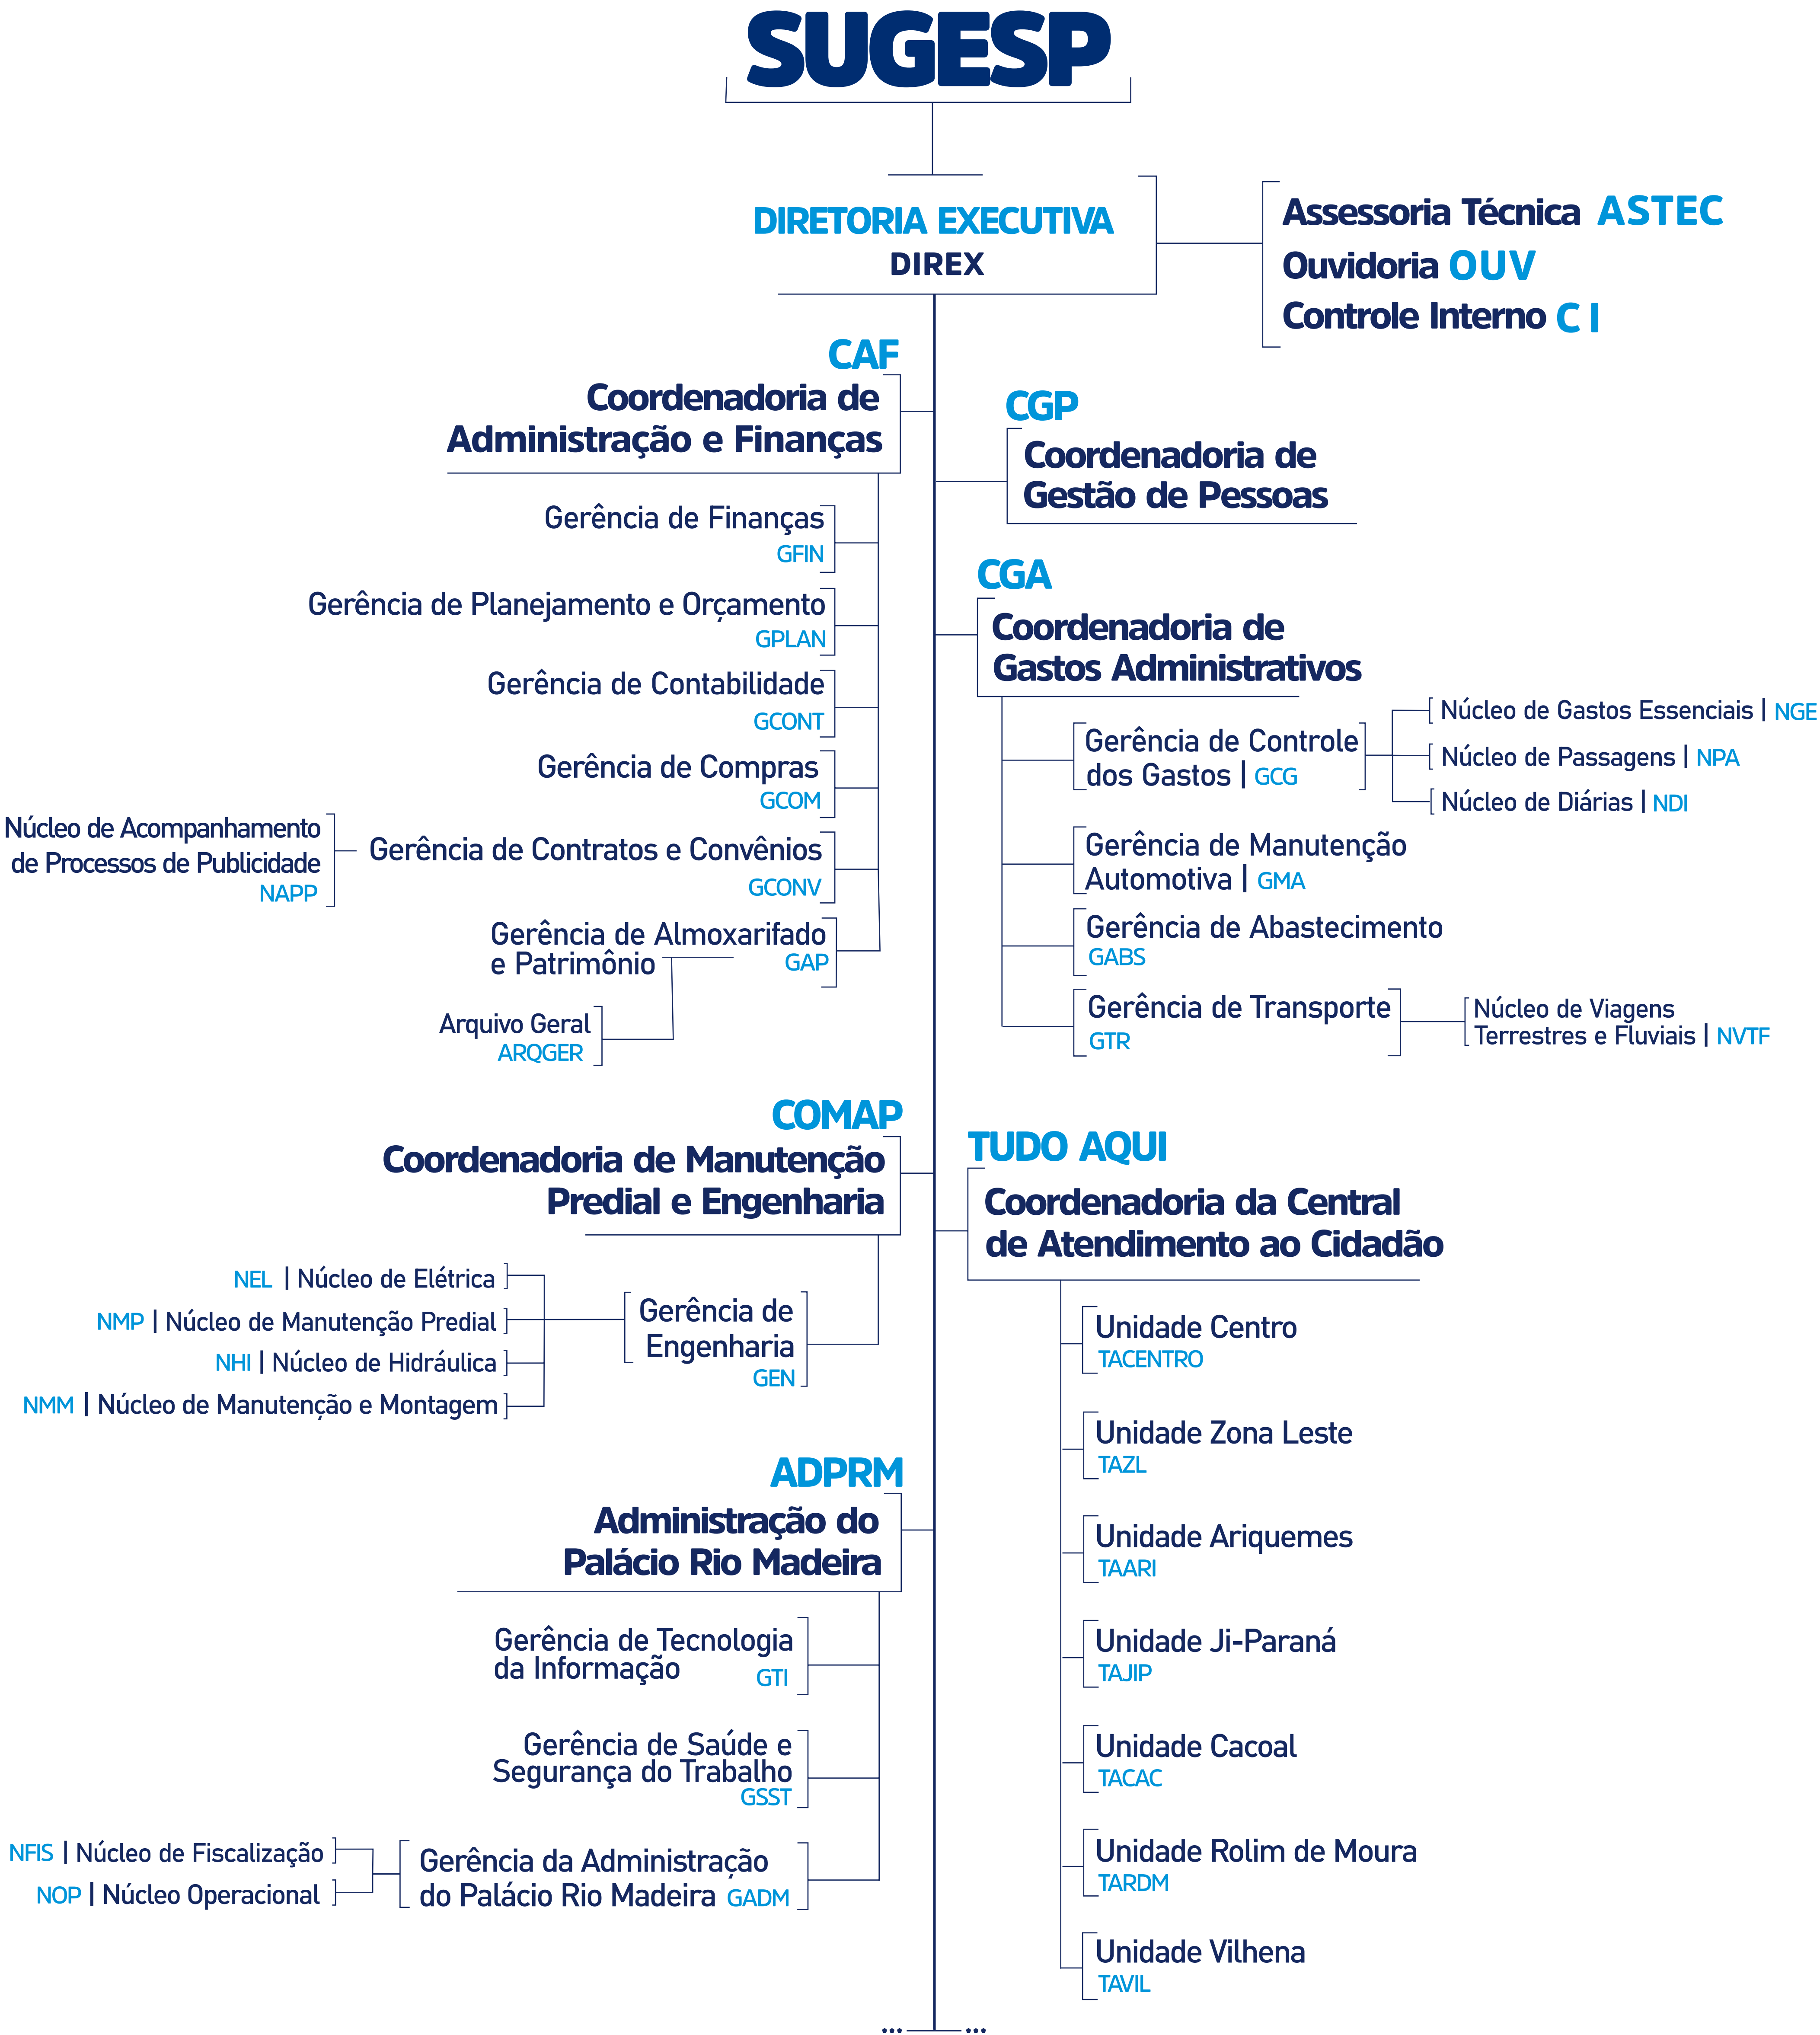 SUGESP
DIRETORIA EXECUTIVA
DIREX
Assessoria Técnica ASTEC
Ouvidoria OUV
Controle Interno CI
CAF
Coordenadoria de
Administração e Finanças
Gerência de Finanças
GFIN
Gerência de Planejamento e Orçamento
GPLAN
Gerência de Contabilidade
GCONT
Gerência de Compras
GCOM
Gerência de Contratos e Convênios
GCONV
Núcleo de Acompanhamento
de Processos de Publicidade
NAPP
Gerência de Almoxarifado
e Patrimônio GAP
Arquivo Geral
ARQGER
CGP
Coordenadoria de
Gestão de Pessoas
CGA
Coordenadoria de
Gastos Administrativos
Gerência de Controle
dos Gastos | GCG
Núcleo de Gastos Essenciais | NGE
Núcleo de Passagens | NPA
Núcleo de Diárias | NDI
Gerência de Manutenção
Automotiva | GMA
Gerência de Abastecimento
GABS
Gerência de Transporte
GTR
Núcleo de Viagens
Terrestres e Fluviais | NVTF
COMAP
Coordenadoria de Manutenção
Predial e Engenharia
Gerência de
Engenharia
GEN
NEL | Núcleo de Elétrica
NMP | Núcleo de Manutenção Predial
NHI | Núcleo de Hidráulica
NMM | Núcleo de Manutenção e Montagem
TUDO AQUI
Coordenadoria da Central
de Atendimento ao Cidadão
Unidade Centro
TACENTRO
Unidade Zona Leste
TAZL
Unidade Ariquemes
TAARI
Unidade Ji-Paraná
TAJIP
Unidade Cacoal
TACAC
Unidade Rolim de Moura
TARDM
Unidade Vilhena
TAVIL
ADPRM
Administração do
Palácio Rio Madeira
Gerência de Tecnologia
da Informação GTI
Gerência de Saúde e
Segurança do Trabalho
GSST
Gerência da Administração
do Palácio Rio Madeira GADM
NFIS | Núcleo de Fiscalização
NOP | Núcleo Operacional